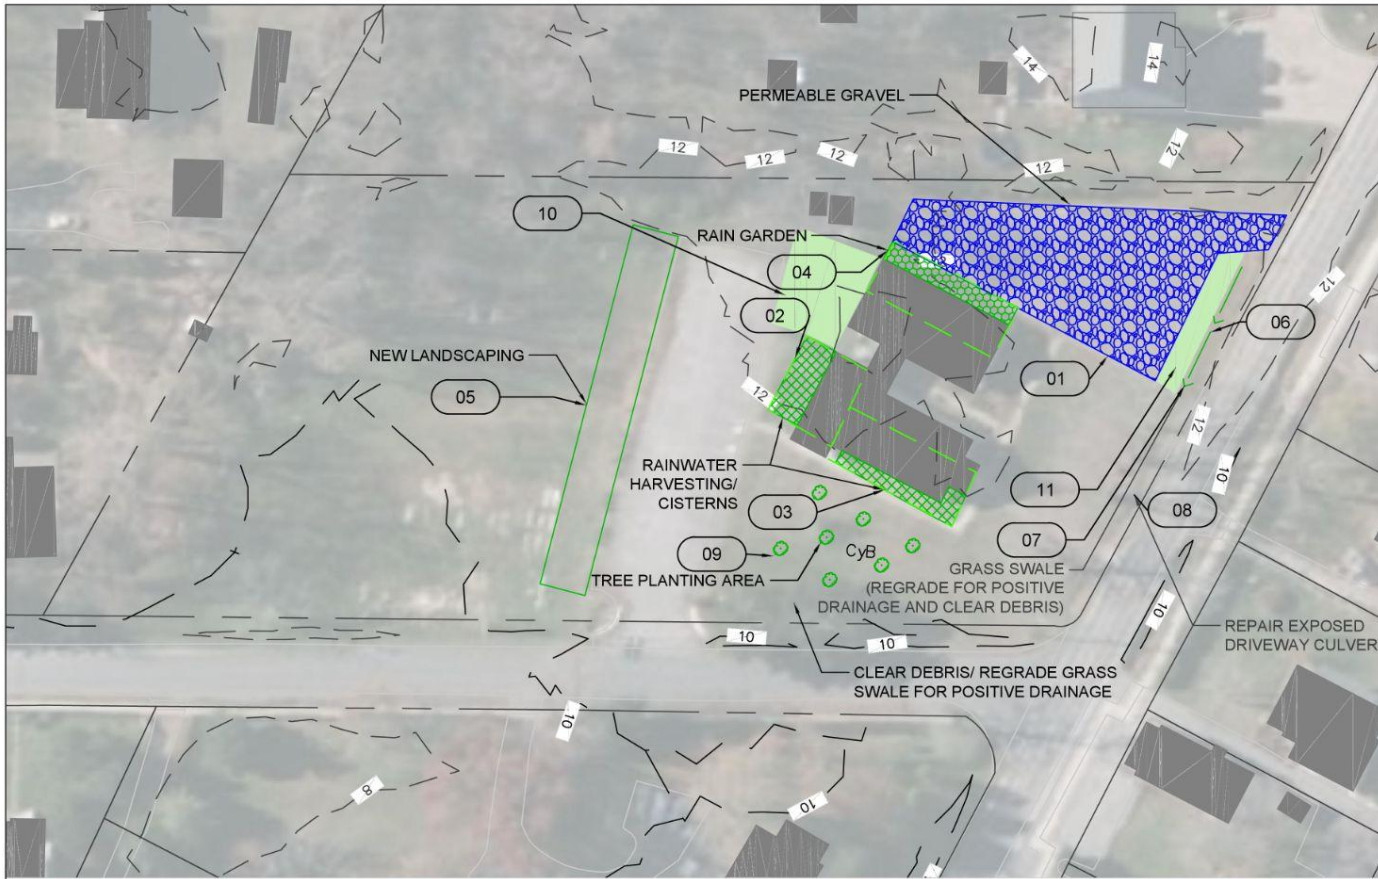 14
14
PERMEABLE GRAVEL
12
12
12
12
12
10
RAIN GARDEN
04
02
12
06
NEW LANDSCAPING
05
01
12
12
RAINWATER
HARVESTING/
CISTERNS
10
11
03
08
07
09
CyB
GRASS SWALE
(REGRADE FOR POSITIVE
DRAINAGE AND CLEAR DEBRIS)
TREE PLANTING AREA
10
10
10
REPAIR EXPOSED
DRIVEWAY CULVER
CLEAR DEBRIS/ REGRADE GRASS
SWALE FOR POSITIVE DRAINAGE
10
8
10